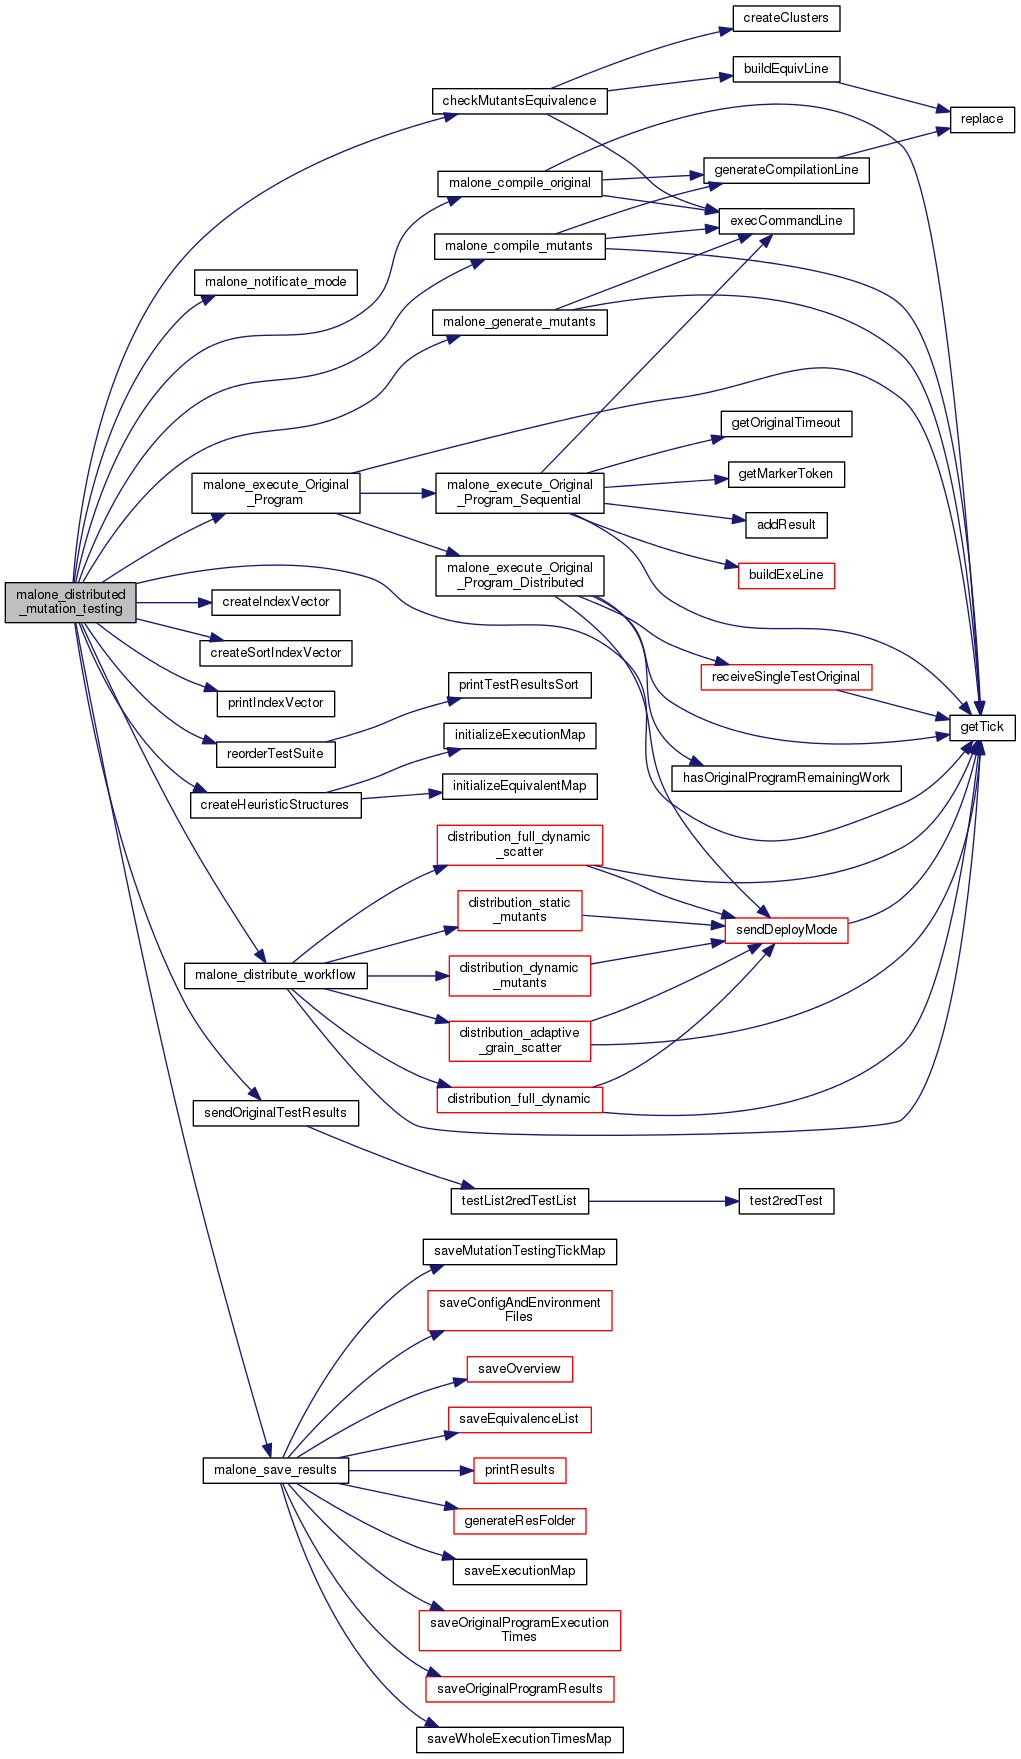 createClusters
buildEquivLine
checkMutantsEquivalence
replace
generateCompilationLine
malone_compile_original
execCommandLine
malone_compile_mutants
malone_notificate_mode
malone_generate_mutants
getOriginalTimeout
getMarkerToken
malone_execute_Original
_Program
malone_execute_Original
_Program_Sequential
addResult
malone_execute_Original
_Program_Distributed
buildExeLine
malone_distributed
_mutation_testing
createIndexVector
createSortIndexVector
receiveSingleTestOriginal
printTestResultsSort
printIndexVector
getTick
initializeExecutionMap
reorderTestSuite
hasOriginalProgramRemainingWork
initializeEquivalentMap
createHeuristicStructures
distribution_full_dynamic
_scatter
distribution_static
_mutants
sendDeployMode
malone_distribute_workflow
distribution_dynamic
_mutants
distribution_adaptive
_grain_scatter
distribution_full_dynamic
sendOriginalTestResults
testList2redTestList
test2redTest
saveMutationTestingTickMap
saveConfigAndEnvironment
Files
saveOverview
saveEquivalenceList
malone_save_results
printResults
generateResFolder
saveExecutionMap
saveOriginalProgramExecution
Times
saveOriginalProgramResults
saveWholeExecutionTimesMap